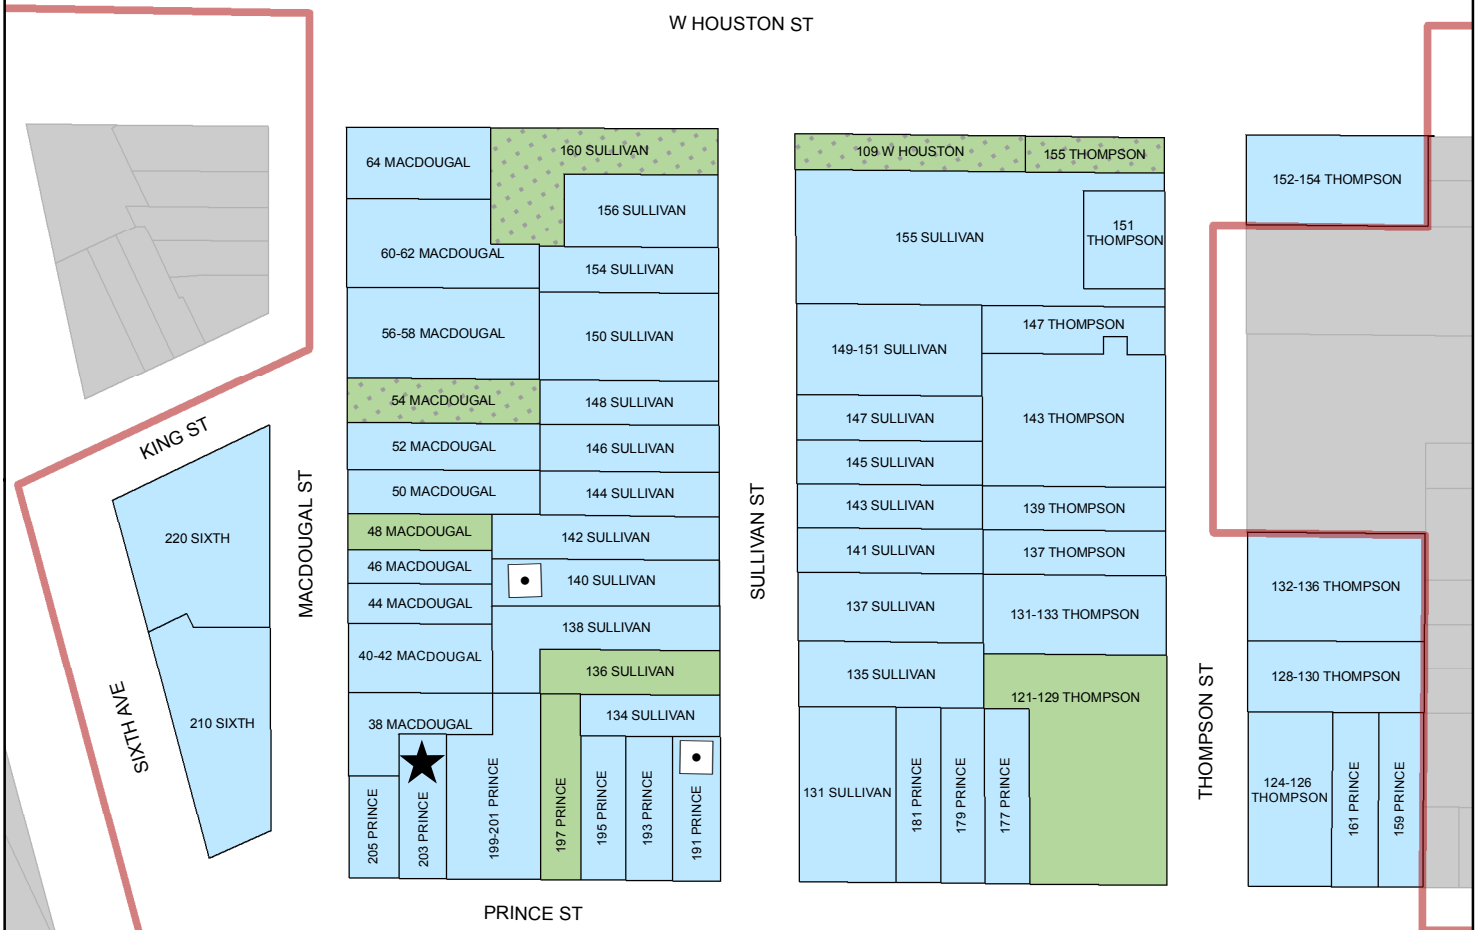 W HOUSTON ST
64 MACDOUGAL
160 SULLIVAN
156 SULLIVAN
60-62 MACDOUGAL
154 SULLIVAN
56-58 MACDOUGAL
150 SULLIVAN
54 MACDOUGAL
148 SULLIVAN
52 MACDOUGAL
146 SULLIVAN
50 MACDOUGAL
144 SULLIVAN
48 MACDOUGAL
142 SULLIVAN
46 MACDOUGAL
140 SULLIVAN
44 MACDOUGAL
138 SULLIVAN
40-42 MACDOUGAL
136 SULLIVAN
38 MACDOUGAL
134 SULLIVAN
205 PRINCE
203 PRINCE
199-201 PRINCE
197 PRINCE
195 PRINCE
193 PRINCE
191 PRINCE
KING ST
220 SIXTH
210 SIXTH
SIXTH AVE
MACDOUGAL ST
SULLIVAN ST
109 W HOUSTON
155 THOMPSON
155 SULLIVAN
151
THOMPSON
149-151 SULLIVAN
147 THOMPSON
147 SULLIVAN
143 THOMPSON
145 SULLIVAN
143 SULLIVAN
139 THOMPSON
141 SULLIVAN
137 THOMPSON
137 SULLIVAN
131-133 THOMPSON
135 SULLIVAN
121-129 THOMPSON
131 SULLIVAN
181 PRINCE
179 PRINCE
177 PRINCE
THOMPSON ST
152-154 THOMPSON
132-136 THOMPSON
128-130 THOMPSON
124-126
THOMPSON
161 PRINCE
159 PRINCE
PRINCE ST